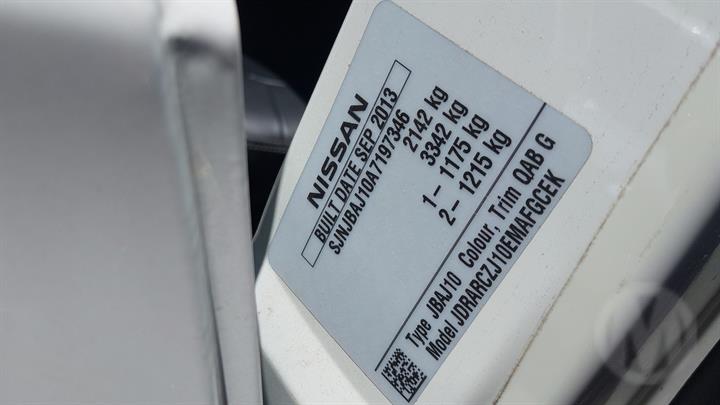 NISSAN
BUILT DATE SEP 2013
SJNJBAJ10A7197346
2142 kg
3342 kg
1- 1175 kg
2- 1215 kg
Type JBAJ10 Colour, Trim QAB G
Model JDRARCZJ10EMAFGCEK
M